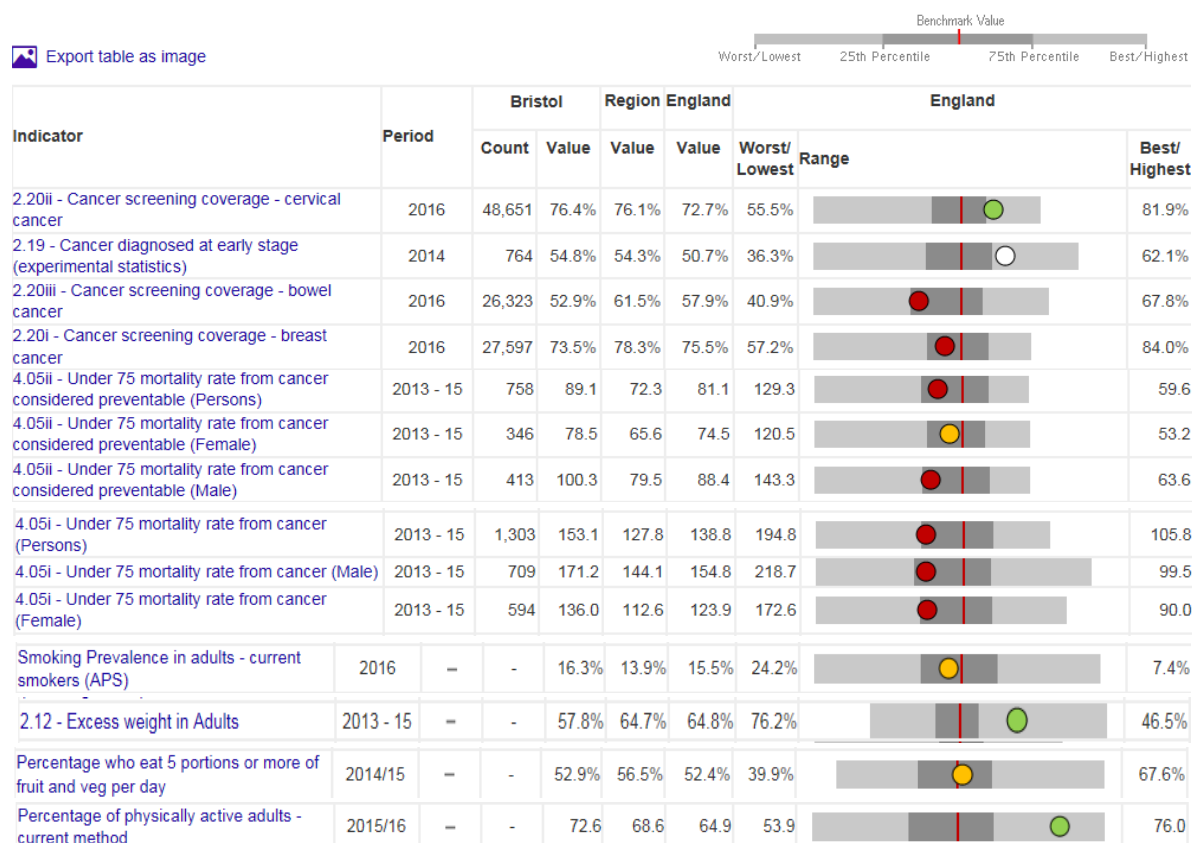 Benchmark Value
Export table as image
Worst/Lowest 25th Percentile 75th Percentile Best/Highest
Bristol Region England England
Indicator Period
Count Value Value Value Worst/ Lowest Range Best/ Highest
2.20ii - Cancer screening coverage - cervical
cancer 2016 48,651 76.4% 76.1% 72.7% 55.5% 81.9%
2.19 - Cancer diagnosed at early stage
(experimental statistics) 2014 764 54.8% 54.3% 50.7% 36.3% 62.1%
2.20iii - Cancer screening coverage - bowel
cancer 2016 26,323 52.9% 61.5% 57.9% 40.9% 67.8%
2.20i - Cancer screening coverage - breast
cancer 2016 27,597 73.5% 78.3% 75.5% 57.2% 84.0%
4.05ii - Under 75 mortality rate from cancer
considered preventable (Persons) 2013 - 15 758 89.1 72.3 81.1 129.3 59.6
4.05ii - Under 75 mortality rate from cancer
considered preventable (Female) 2013 - 15 346 78.5 65.6 74.5 120.5 53.2
4.05ii - Under 75 mortality rate from cancer
considered preventable (Male) 2013 - 15 413 100.3 79.5 88.4 143.3 63.6
4.05i - Under 75 mortality rate from cancer
(Persons) 2013 - 15 1,303 153.1 127.8 138.8 194.8 105.8
4.05i - Under 75 mortality rate from cancer (Male) 2013 - 15 709 171.2 144.1 154.8 218.7 99.5
4.05i - Under 75 mortality rate from cancer
(Female) 2013 - 15 594 136.0 112.6 123.9 172.6 90.0
Smoking Prevalence in adults - current
smokers (APS) 2016 – - 16.3% 13.9% 15.5% 24.2% 7.4%
2.12 - Excess weight in Adults 2013 - 15 – - 57.8% 64.7% 64.8% 76.2% 46.5%
Percentage who eat 5 portions or more of
fruit and veg per day 2014/15 – - 52.9% 56.5% 52.4% 39.9% 67.6%
Percentage of physically active adults -
current method 2015/16 – - 72.6 68.6 64.9 53.9 76.0